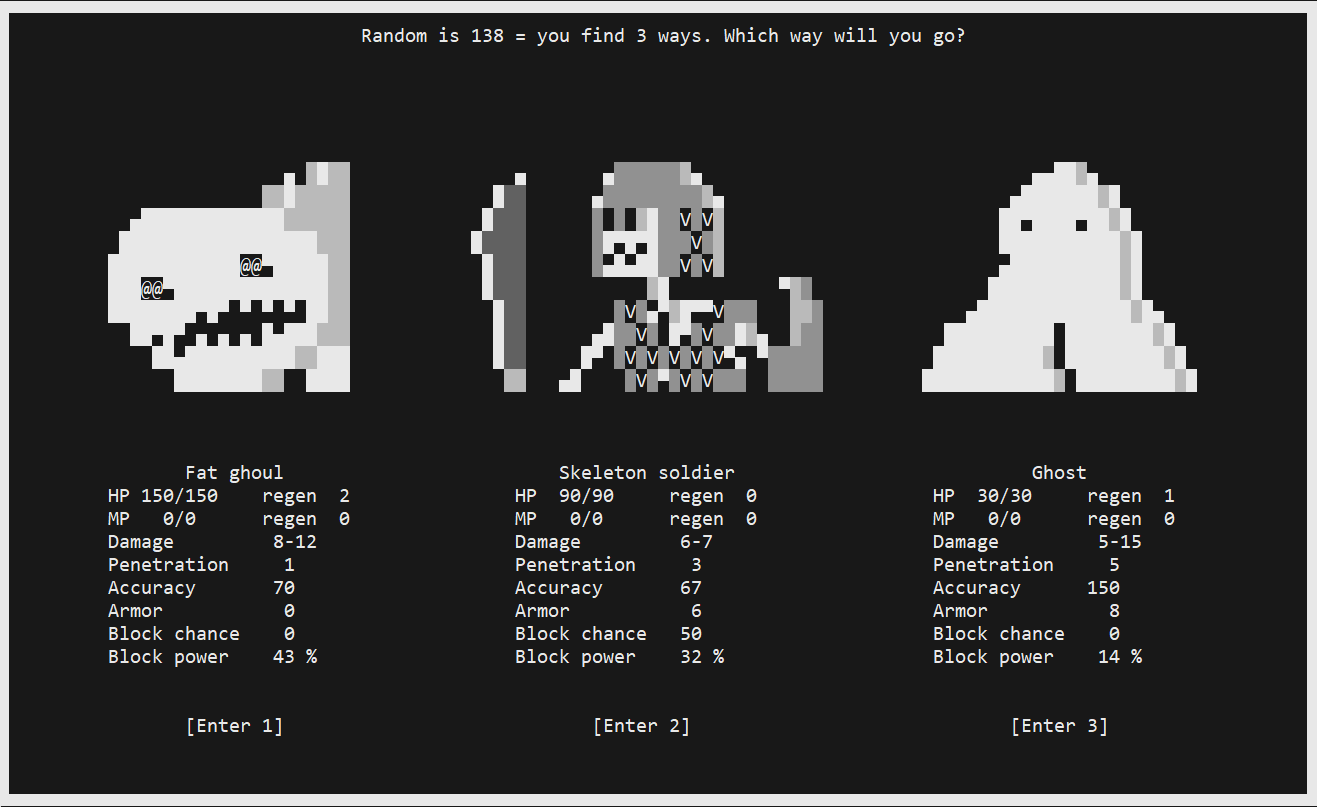 Random is 138 = you find 3 ways. Which way will you go?
@@
@@
V V
V
V V
V V
V V
V V V V V
V V V
Fat ghoul
HP 150/150 regen 2
MP 0/0 regen 0
Damage 8-12
Penetration 1
Accuracy 70
Armor 0
Block chance 0
Block power 43 %
[Enter 1]
Skeleton soldier
HP 90/90 regen 0
MP 0/0 regen 0
Damage 6-7
Penetration 3
Accuracy 67
Armor 6
Block chance 50
Block power 32 %
[Enter 2]
Ghost
HP 30/30 regen 1
MP 0/0 regen 0
Damage 5-15
Penetration 5
Accuracy 150
Armor 8
Block chance 0
Block power 14 %
[Enter 3]